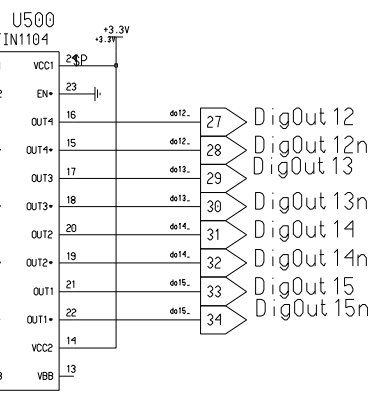 U500
TIN1104
+3.3V
+3.3V
VCC1 24 $P
EN* 23
OUT4 16 do12_ 27 DigOut 12
OUT4* 15 do12_ 28 DigOut 12n
OUT3 17 do13_ 29 DigOut 13
OUT3* 18 do13_ 30 DigOut 13n
OUT2 20 do14_ 31 DigOut 14
OUT2* 19 do14_ 32 DigOut 14n
OUT1 21 do15_ 33 DigOut 15
OUT1* 22 do15_ 34 DigOut 15n
VCC2 14
VBB 13